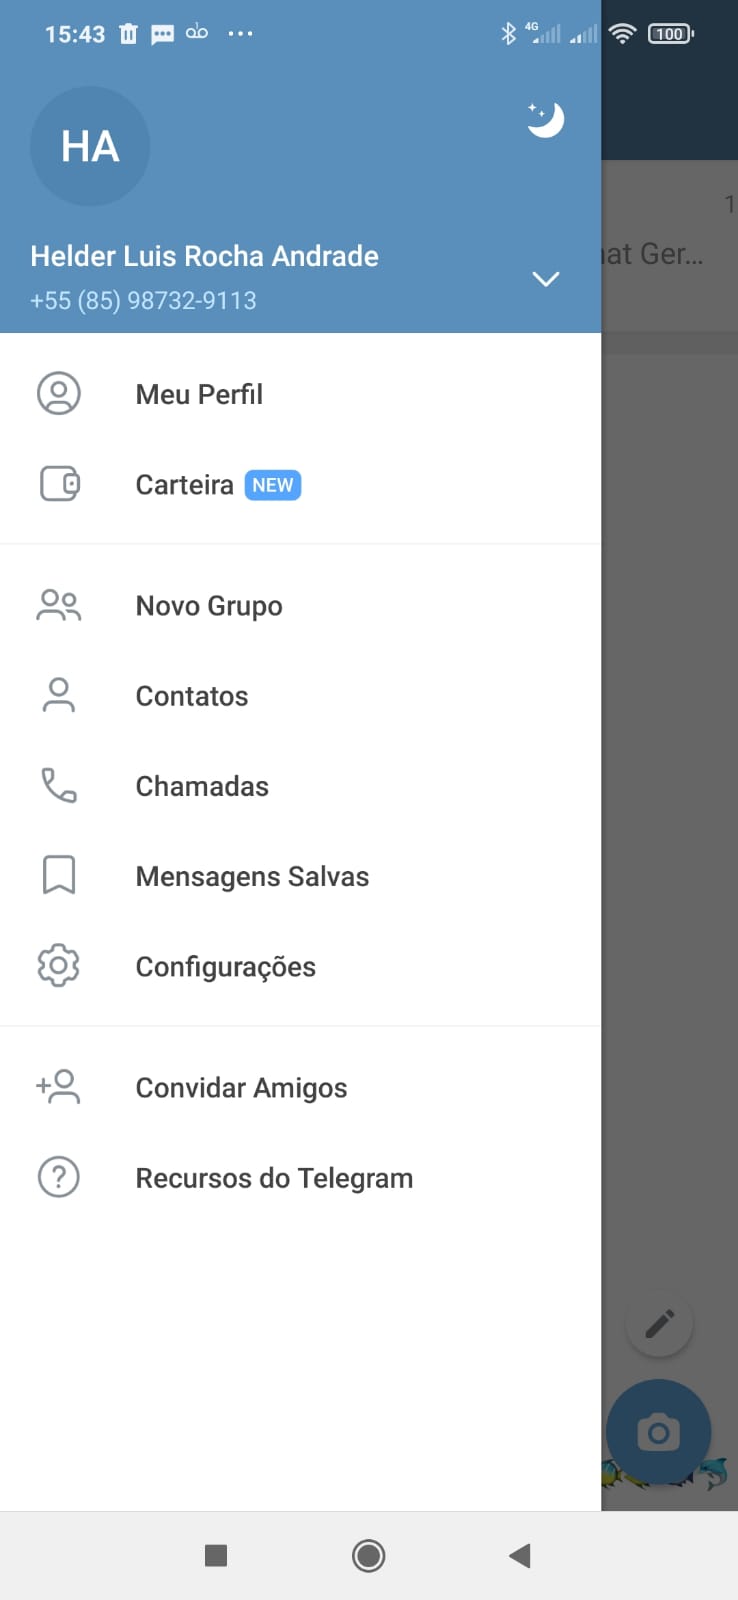 15:43
4G
100
HA
Helder Luis Rocha Andrade
+55 (85) 98732-9113
1
at Ger...
Meu Perfil
Carteira NEW
Novo Grupo
Contatos
Chamadas
Mensagens Salvas
Configurações
Convidar Amigos
Recursos do Telegram